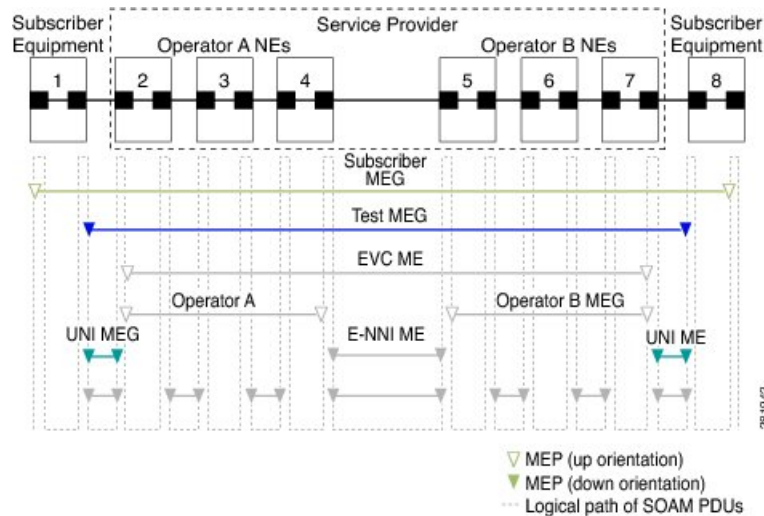 Subscriber Equipment
Service Provider
Subscriber Equipment
Operator A NEs
Operator B NEs
1
2
3
4
5
6
7
8
Subscriber MEG
Test MEG
EVC ME
Operator A
Operator B MEG
UNI MEG
E-NNI ME
UNI ME
MEP (up orientation)
MEP (down orientation)
Logical path of SOAM PDUs